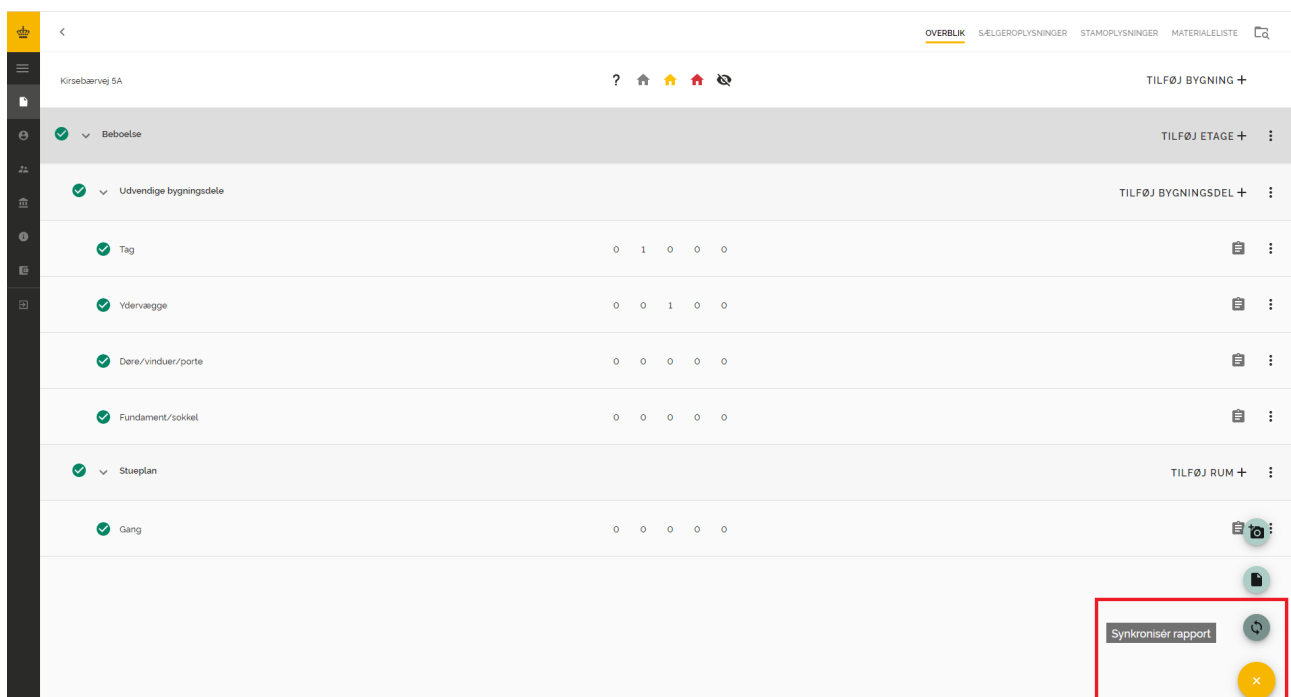 OVERBLIK SÆLGEROPLYSNINGER STAMOPLYSNINGER MATERIALELISTE
Kirsebærvej 5A ? TILFØJ BYGNING +
Beboelse TILFØJ ETAGE +
Udvendige bygningsdele TILFØJ BYGNINGSDEL +
Tag 0 1 0 0 0
Ydervægge 0 0 1 0 0
Døre/vinduer/porte 0 0 0 0 0
Fundament/sokkel 0 0 0 0 0
Stueplan TILFØJ RUM +
Gang 0 0 0 0 0
Synkronisér rapport